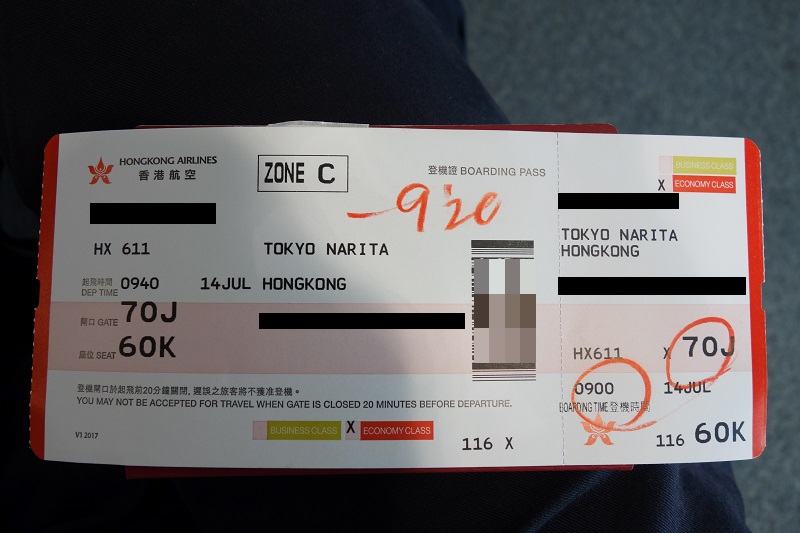 HONGKONG AIRLINES
香港航空
ZONE C
登機證 BOARDING PASS
-9'20
HX 611
TOKYO NARITA
起飛時間
DEP TIME 0940 14JUL HONGKONG
閘口 GATE 70J
座位 SEAT 60K
登機閘口於起飛前20分鐘關閉，遲誤之旅客將不獲准登機。
YOU MAY NOT BE ACCEPTED FOR TRAVEL WHEN GATE IS CLOSED 20 MINUTES BEFORE DEPARTURE.
BUSINESS CLASS X ECONOMY CLASS
V1 2017
116 X
BUSINESS CLASS
X ECONOMY CLASS
TOKYO NARITA
HONGKONG
HX611 X 70J
0900 14JUL
BOARDING TIME 登機時間
116 60K